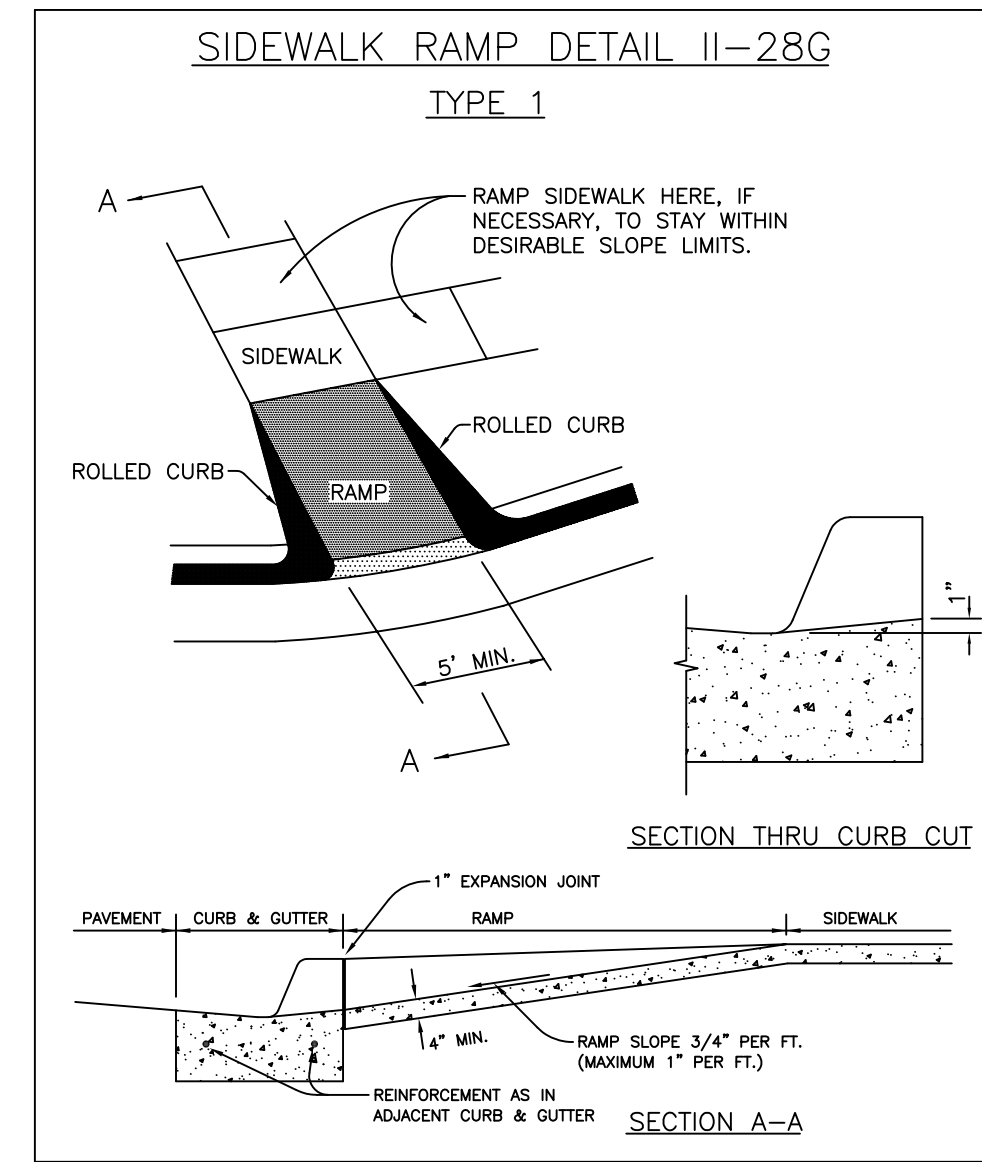 SIDEWALK RAMP DETAIL II-28G
TYPE 1
A
RAMP SIDEWALK HERE, IF
NECESSARY, TO STAY WITHIN
DESIRABLE SLOPE LIMITS.
SIDEWALK
ROLLED CURB
ROLLED CURB
RAMP
1"
5' MIN.
A
SECTION THRU CURB CUT
1" EXPANSION JOINT
PAVEMENT
CURB & GUTTER
RAMP
SIDEWALK
4" MIN.
RAMP SLOPE 3/4" PER FT.
(MAXIMUM 1" PER FT.)
REINFORCEMENT AS IN
ADJACENT CURB & GUTTER
SECTION A-A